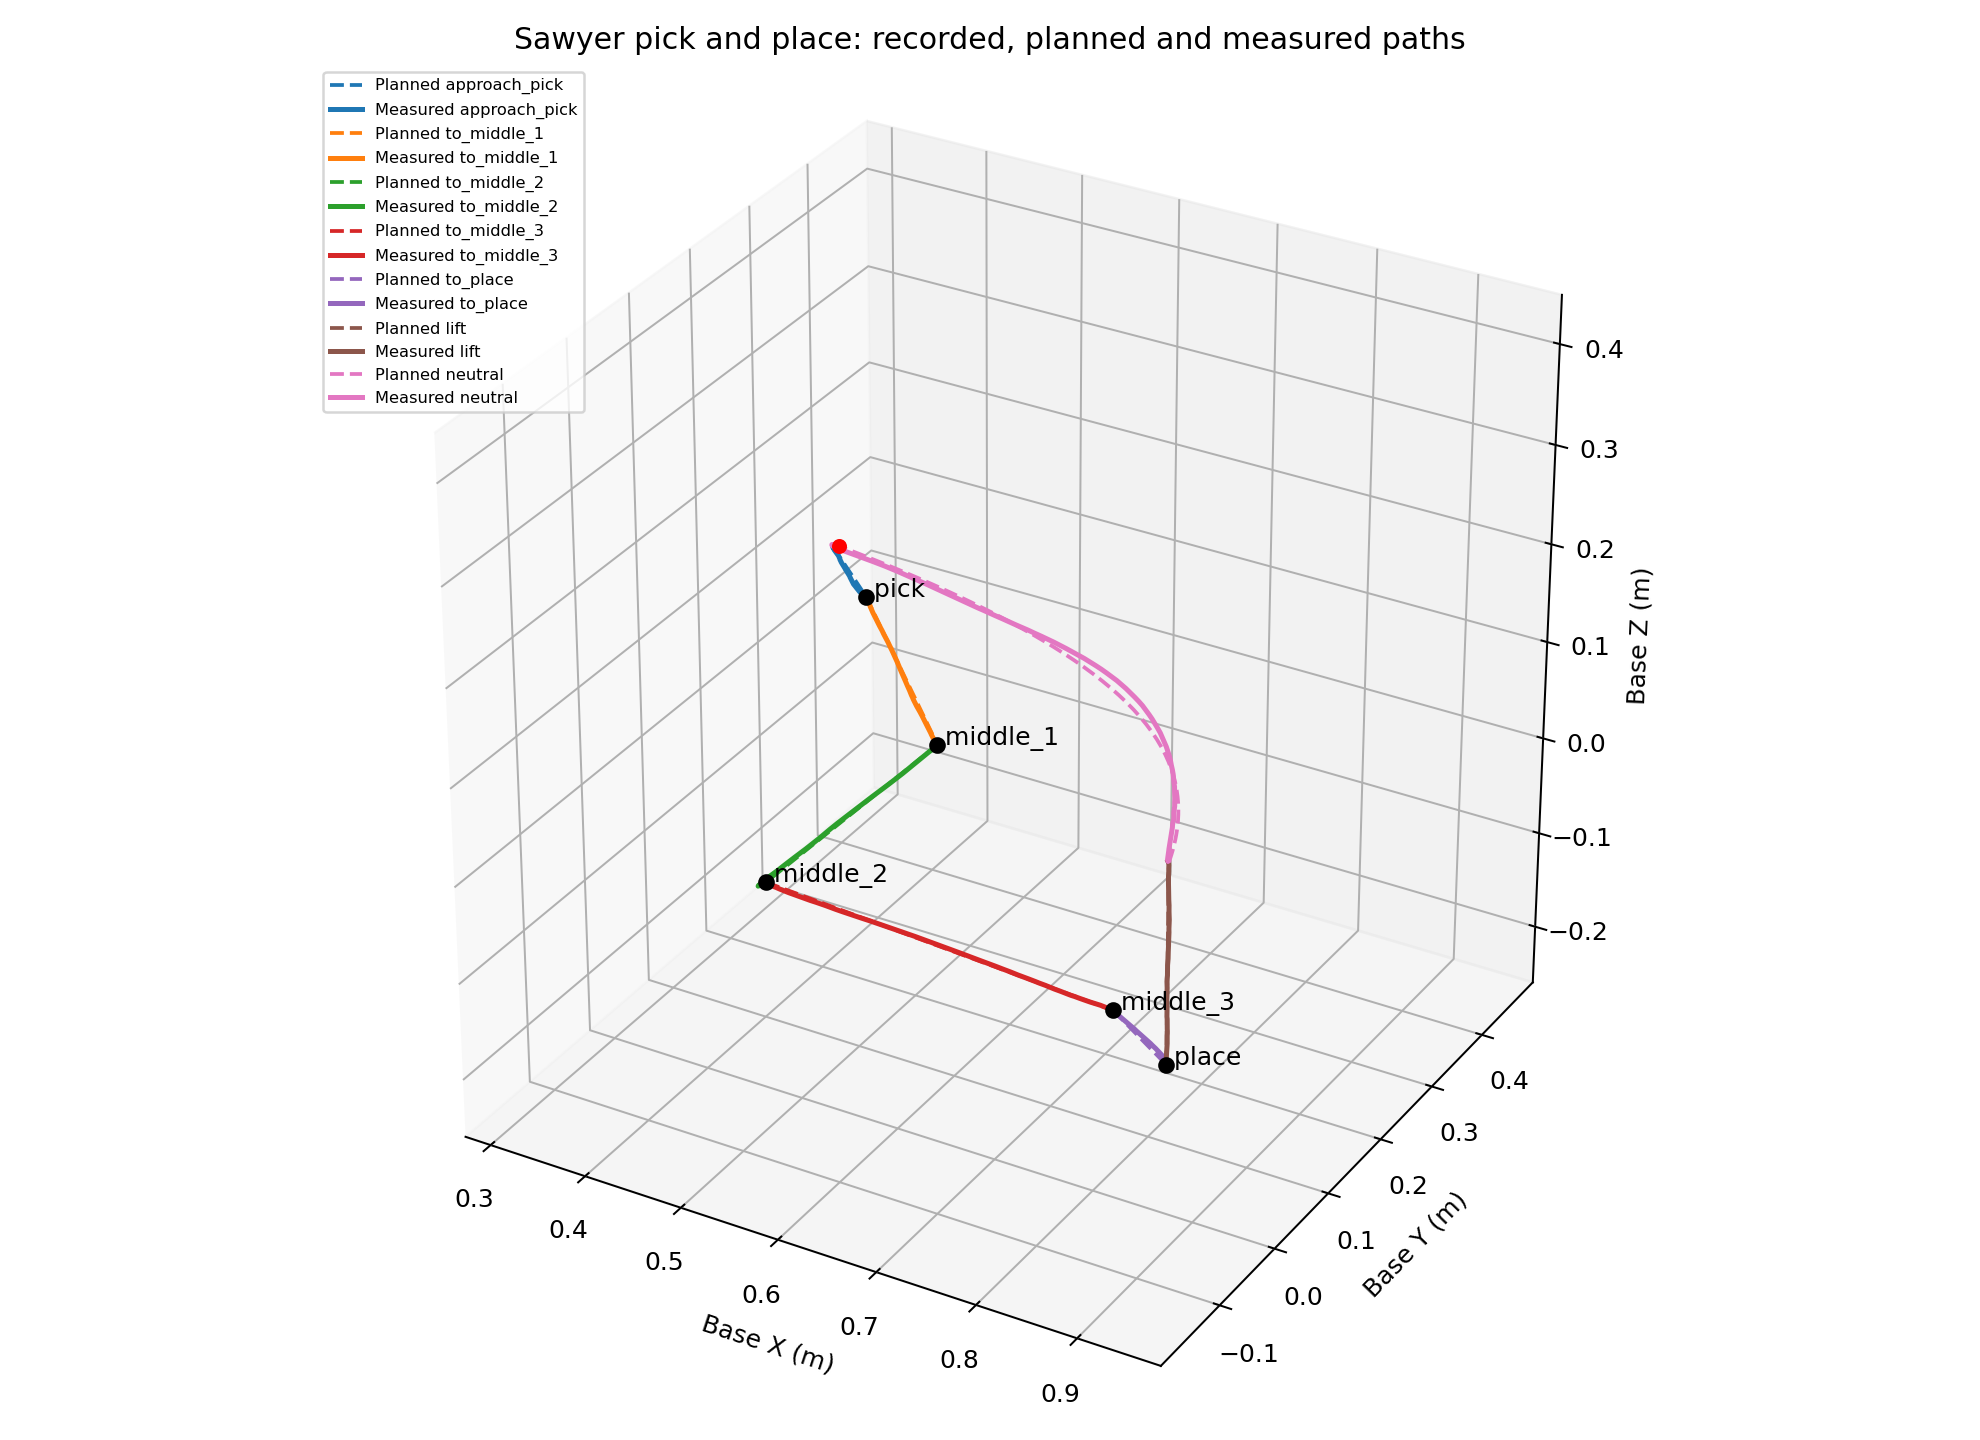 Sawyer pick and place: recorded, planned and measured paths
Planned approach_pick
Measured approach_pick
Planned to_middle_1
Measured to_middle_1
Planned to_middle_2
Measured to_middle_2
Planned to_middle_3
Measured to_middle_3
Planned to_place
Measured to_place
Planned lift
Measured lift
Planned neutral
Measured neutral
pick
middle_1
middle_2
middle_3
place
0.4
0.3
0.2
0.1
0.0
−0.1
−0.2
Base Z (m)
0.4
0.3
0.2
0.1
0.0
−0.1
Base Y (m)
0.3
0.4
0.5
0.6
0.7
0.8
0.9
Base X (m)